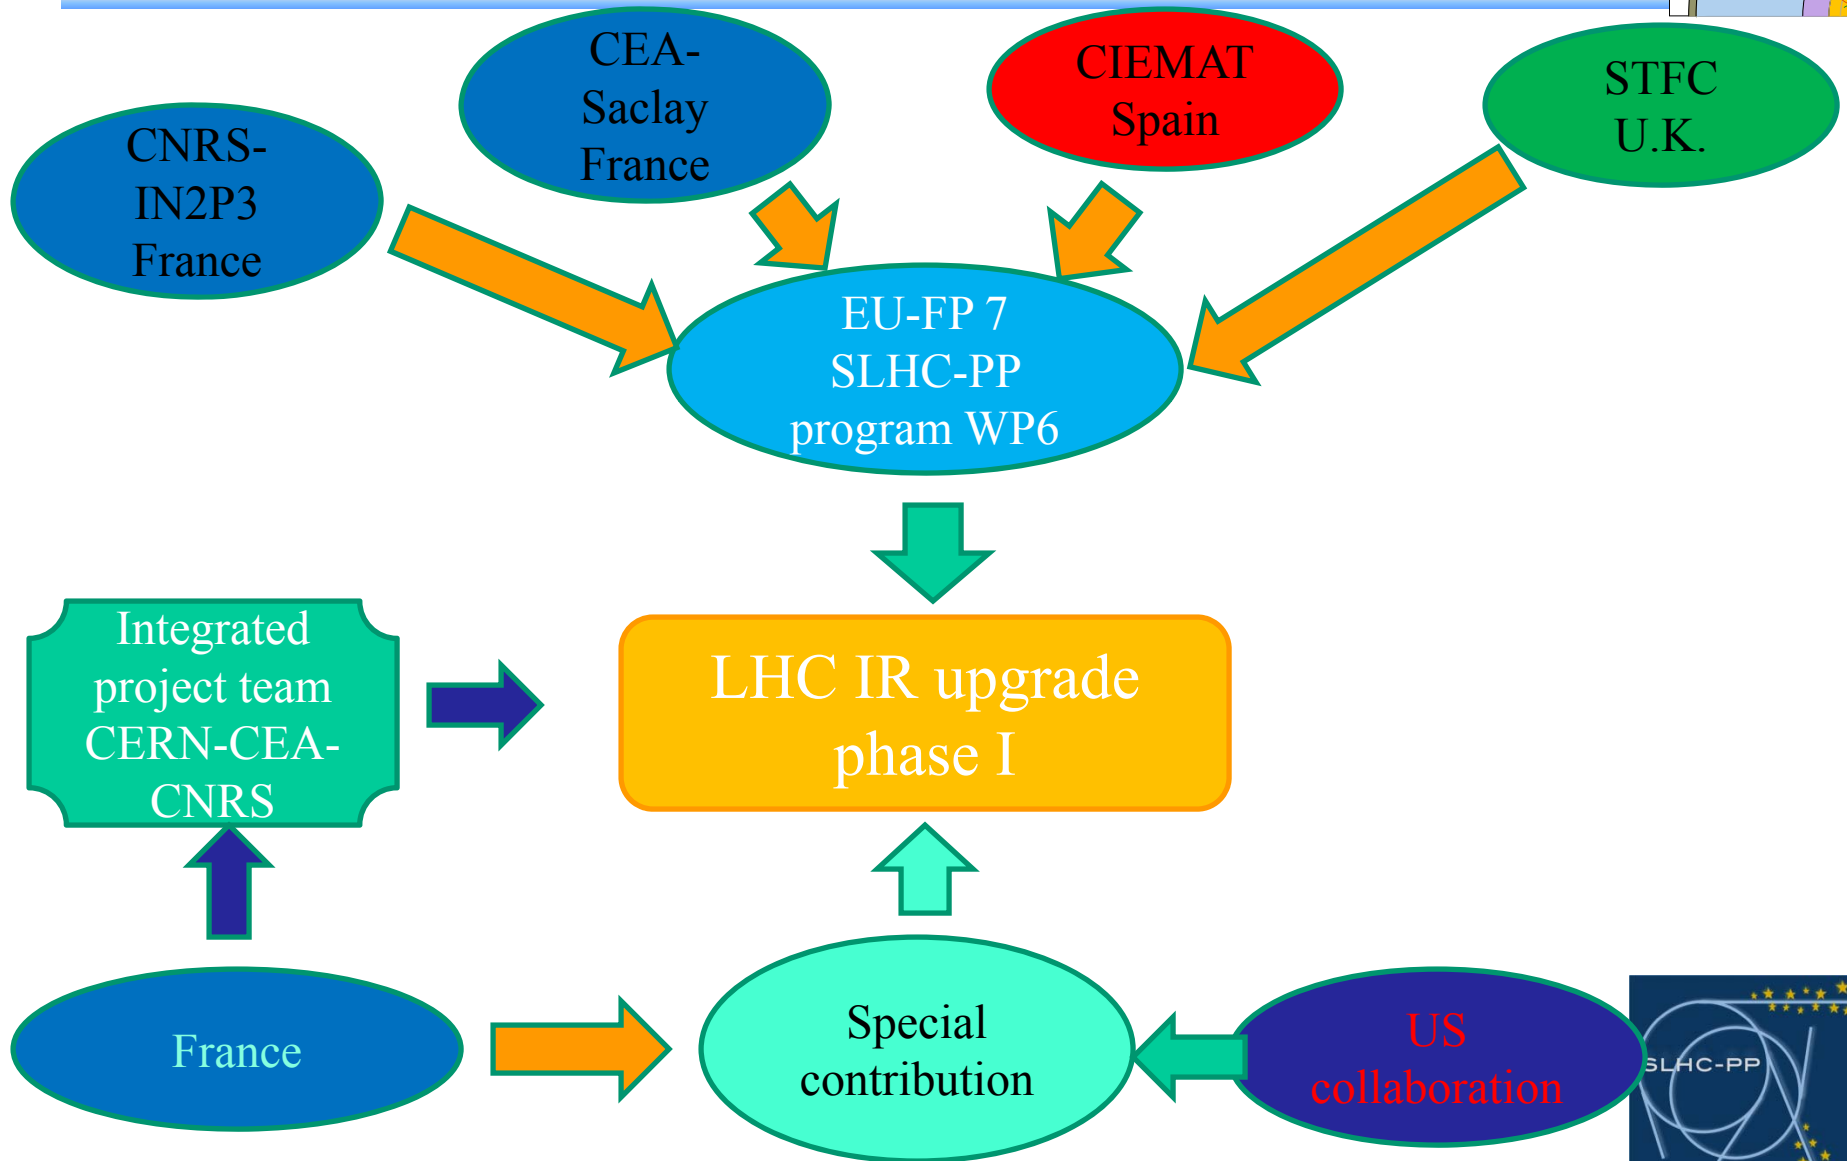 CEA-
Saclay
France
CIEMAT
Spain
STFC
U.K.
CNRS-
IN2P3
France
EU-FP 7
SLHC-PP
program WP6
Integrated
project team
CERN-CEA-
CNRS
LHC IR upgrade
phase I
France
Special
contribution
US
collaboration
SLHC-PP